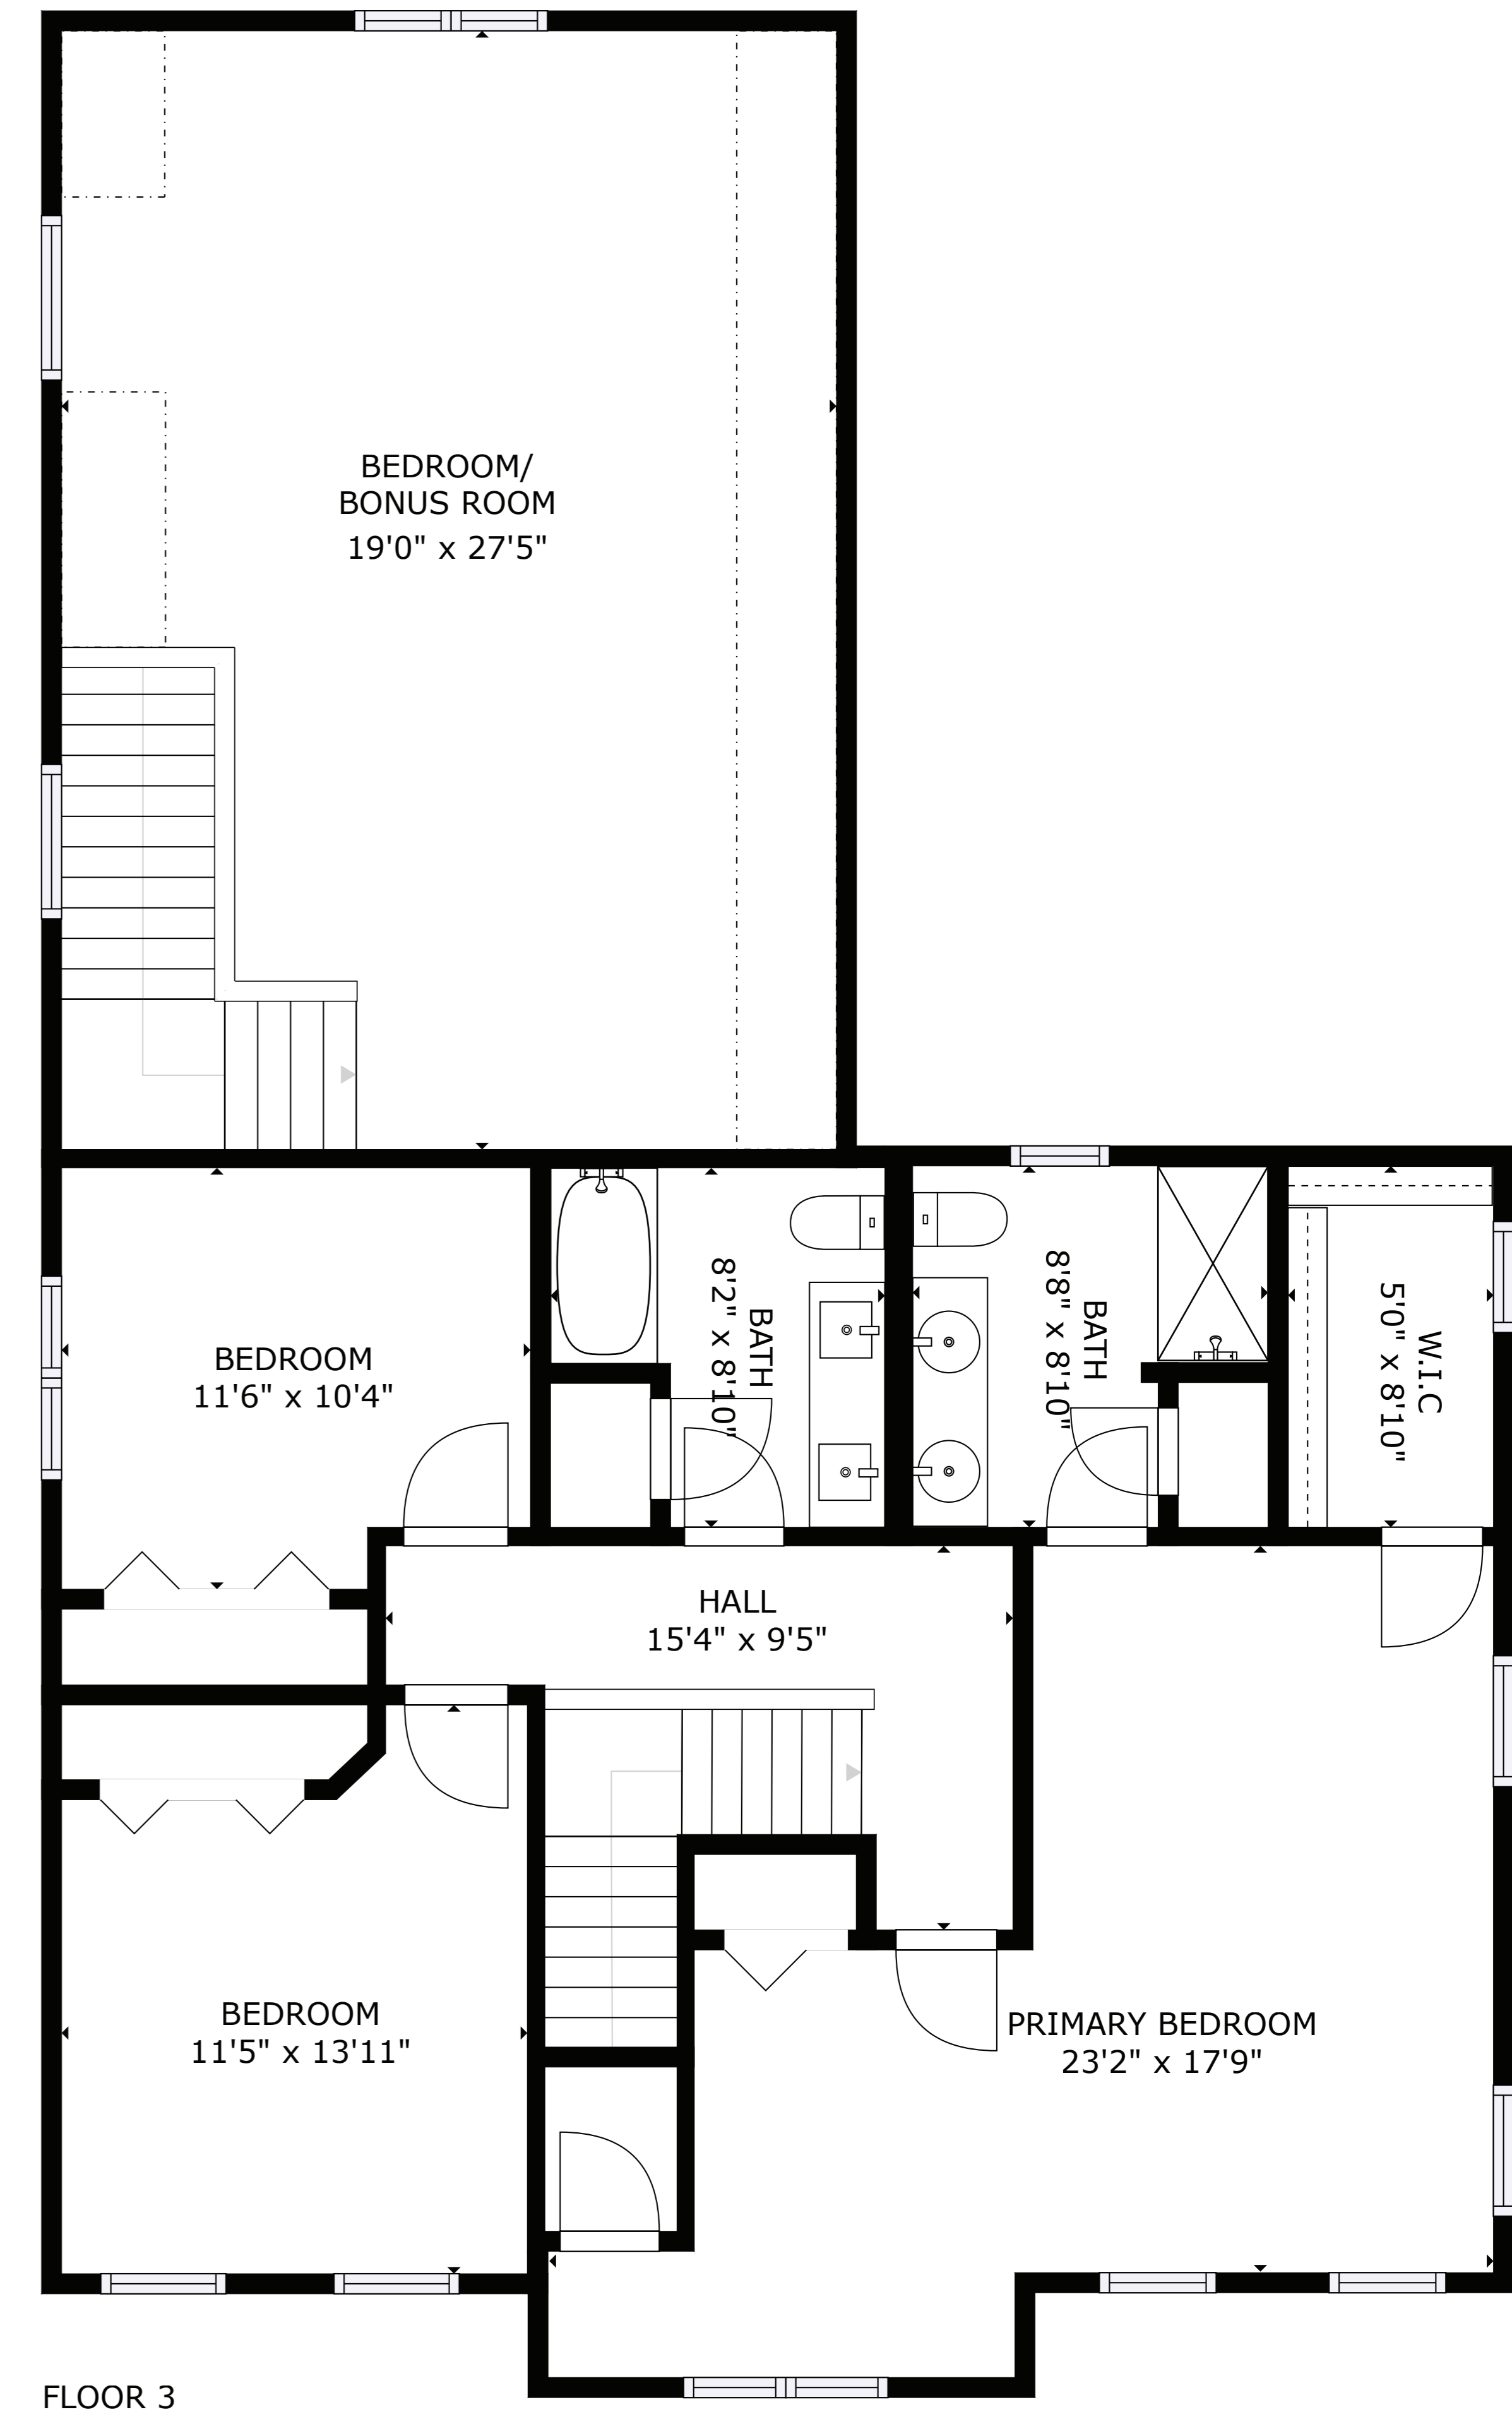 BEDROOM/
BONUS ROOM
19'0" x 27'5"
BEDROOM
11'6" x 10'4"
BATH
8'2" x 8'10"
BATH
8'8" x 8'10"
W.I.C
5'0" x 8'10"
HALL
15'4" x 9'5"
BEDROOM
11'5" x 13'11"
PRIMARY BEDROOM
23'2" x 17'9"
FLOOR 3